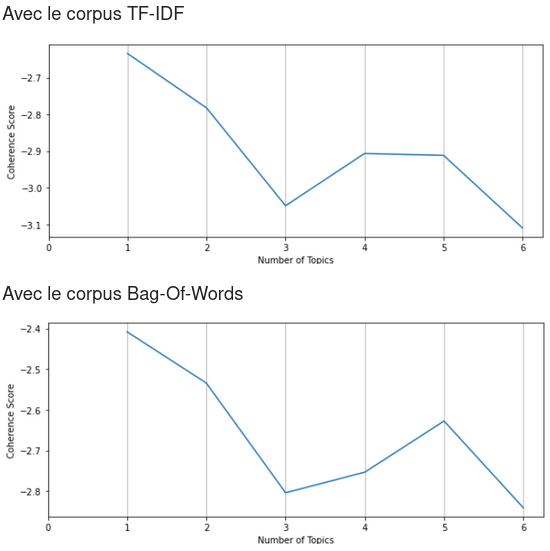 Avec le corpus TF-IDF
−2.7
−2.8
−2.9
−3.0
−3.1
Coherence Score
0 1 2 3 4 5 6
Number of Topics
Avec le corpus Bag-Of-Words
−2.4
−2.5
−2.6
−2.7
−2.8
Coherence Score
0 1 2 3 4 5 6
Number of Topics